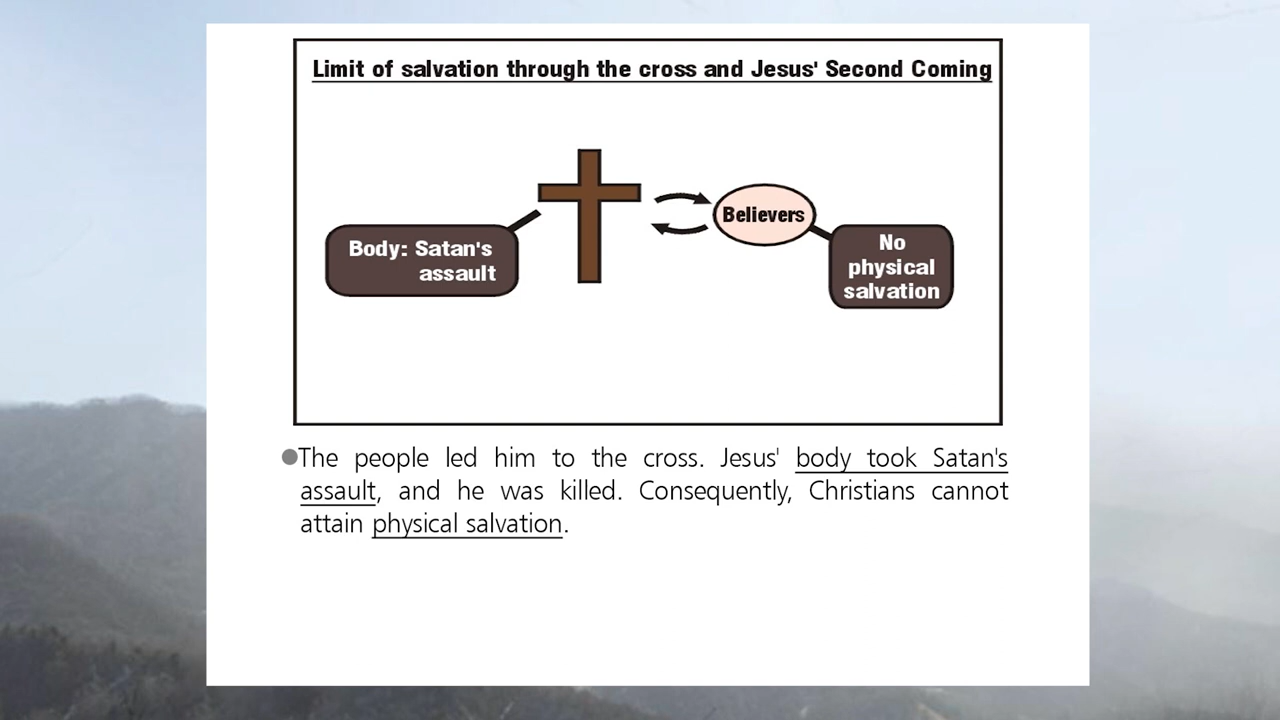 Limit of salvation through the cross and Jesus' Second Coming
Believers
Body: Satan's
assault
No
physical
salvation
●The people led him to the cross. Jesus' body took Satan's
assault, and he was killed. Consequently, Christians cannot
attain physical salvation.